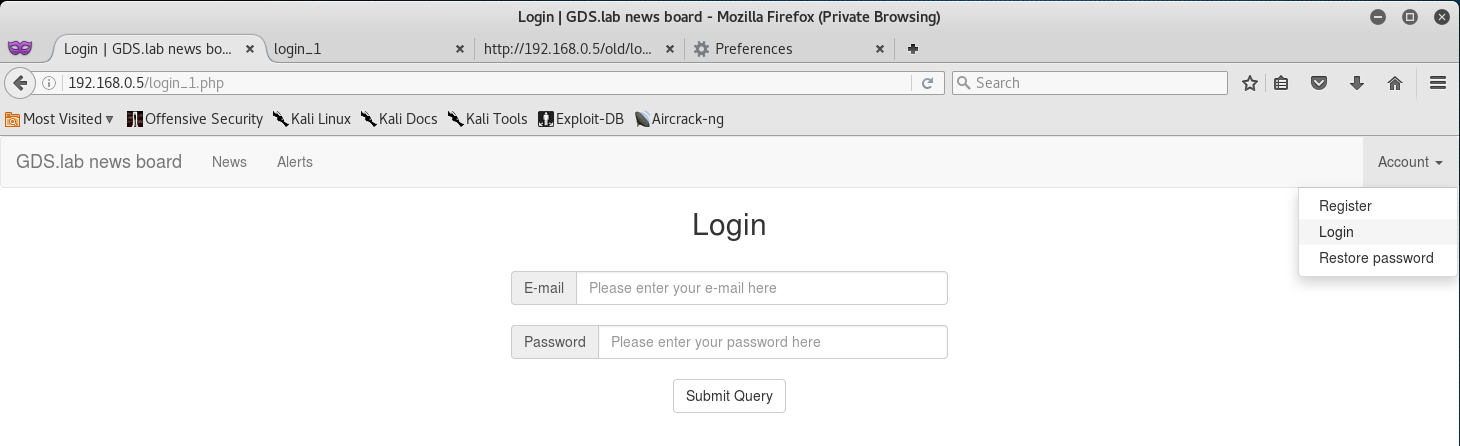 Login | GDS.lab news board - Mozilla Firefox (Private Browsing)
Login | GDS.lab news bo... login_1 http://192.168.0.5/old/lo... Preferences
192.168.0.5/login_1.php Search
Most Visited Offensive Security Kali Linux Kali Docs Kali Tools Exploit-DB Aircrack-ng
GDS.lab news board News Alerts Account
Register
Login
Login
Restore password
E-mail Please enter your e-mail here
Password Please enter your password here
Submit Query